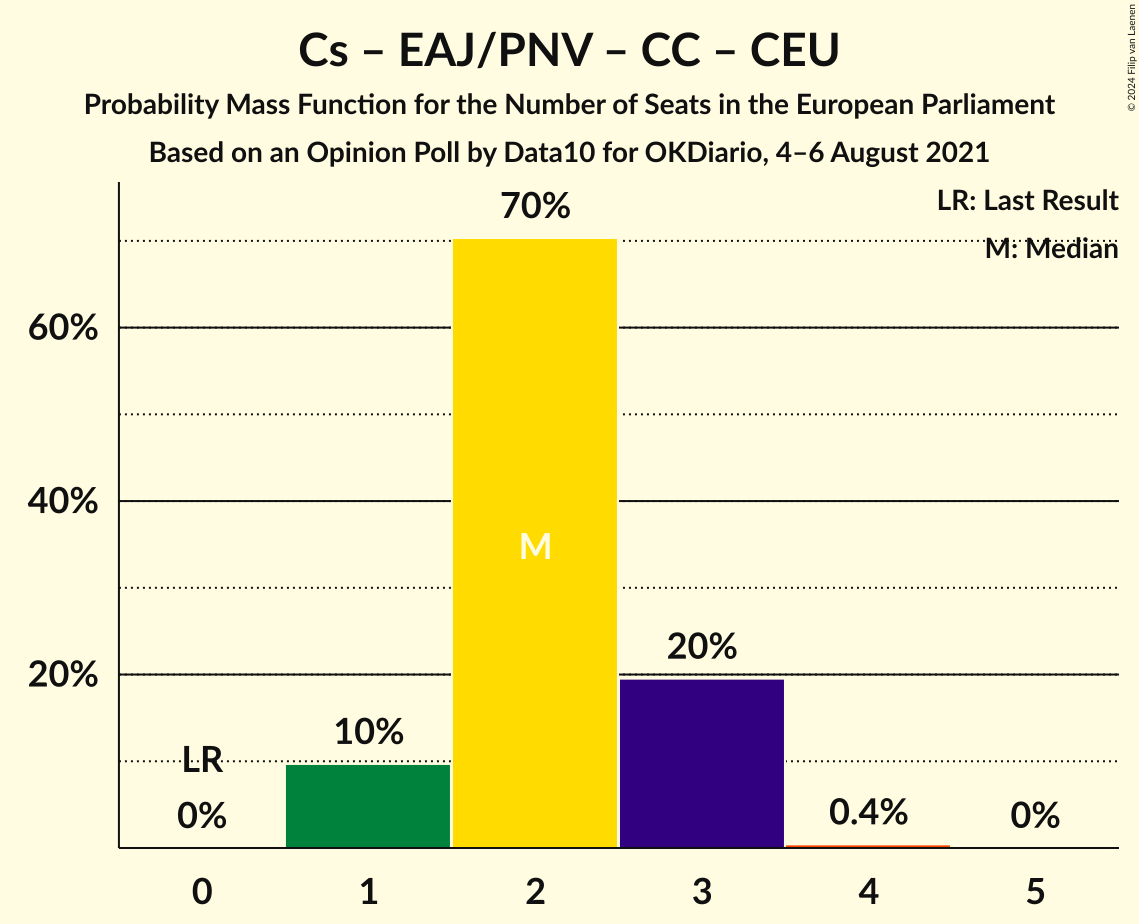 Cs – EAJ/PNV – CC – CEU
Probability Mass Function for the Number of Seats in the European Parliament
Based on an Opinion Poll by Data10 for OKDiario, 4–6 August 2021
© 2024 Filip van Laenen
LR: Last Result
M: Median
70%
60%
40%
M
20%
20%
10%
LR
0%
0.4%
0%
0 1 2 3 4 5